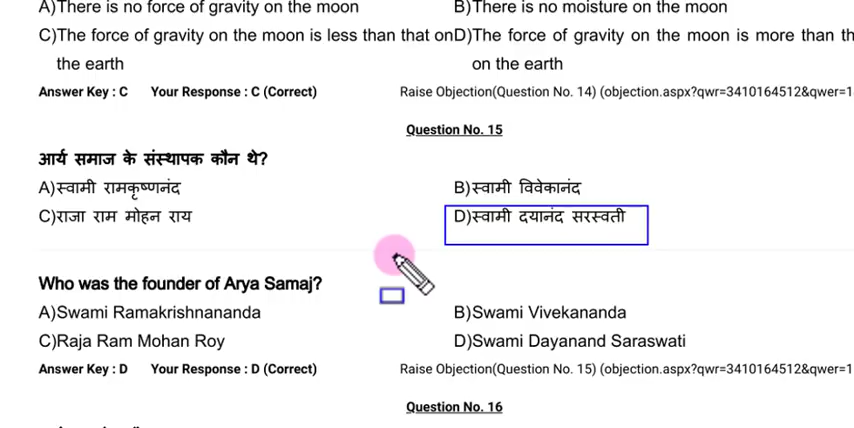 A)There is no force of gravity on the moon B)There is no moisture on the moon
C)The force of gravity on the moon is less than that on D)The force of gravity on the moon is more than th
the earth on the earth
Answer Key : C Your Response : C (Correct) Raise Objection(Question No. 14) (objection.aspx?qwr=3410164512&qwer=1
Question No. 15
आर्य समाज के संस्थापक कौन थे?
A)स्वामी रामकृष्णनंद B)स्वामी विवेकानंद
C)राजा राम मोहन राय D)स्वामी दयानंद सरस्वती
Who was the founder of Arya Samaj?
A)Swami Ramakrishnananda B)Swami Vivekananda
C)Raja Ram Mohan Roy D)Swami Dayanand Saraswati
Answer Key : D Your Response : D (Correct) Raise Objection(Question No. 15) (objection.aspx?qwr=3410164512&qwer=1
Question No. 16